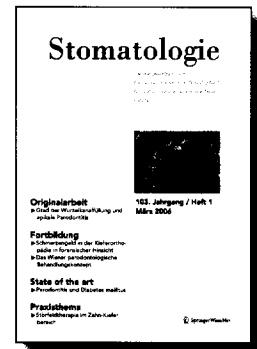 Stomatologie
Originalarbeit
Grad der Wurzelkanalfüllung und
apikale Parodontitis
Fortbildung
Schmerzengeld in der Kieferortho-
pädie in forensischer Hinsicht
Das Wiener parodontologische
Behandlungskonzept
State of the art
Parodontitis und Diabetes mellitus
Praxisthema
Störfeldtherapie im Zahn-Kiefer
bereich
103. Jahrgang / Heft 1
März 2006
SpringerWienNewYork